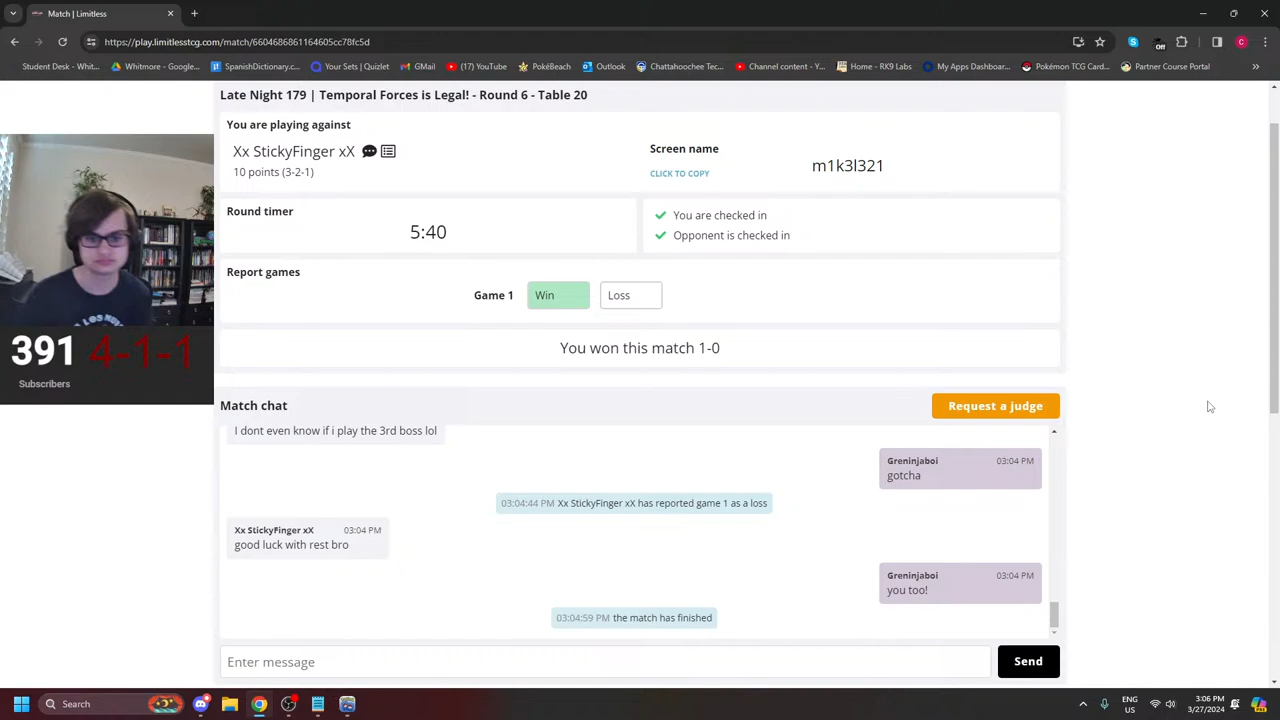 Match | Limitless
https://play.limitlesstcg.com/match/6604686861164605cc78fc5d
Student Desk - Whit...
Whitmore - Google...
SpanishDictionary.c...
Your Sets | Quizlet
GMail
(17) YouTube
PokéBeach
Outlook
Chattahoochee Tec...
Channel content - Y...
Home - RK9 Labs
My Apps Dashboar...
Pokémon TCG Card...
Partner Course Portal
Late Night 179 | Temporal Forces is Legal! - Round 6 - Table 20
You are playing against
Xx StickyFinger xX
10 points (3-2-1)
Screen name
CLICK TO COPY
m1k3l321
Round timer
5:40
You are checked in
Opponent is checked in
Report games
Game 1
Win
Loss
You won this match 1-0
391
4-1-1
Subscribers
Match chat
Request a judge
I dont even know if i play the 3rd boss lol
Greninjaboi 03:04 PM
gotcha
03:04:44 PM Xx StickyFinger xX has reported game 1 as a loss
Xx StickyFinger xX 03:04 PM
good luck with rest bro
Greninjaboi 03:04 PM
you too!
03:04:59 PM the match has finished
Enter message
Send
Search
ENG
US
3:06 PM
3/27/2024